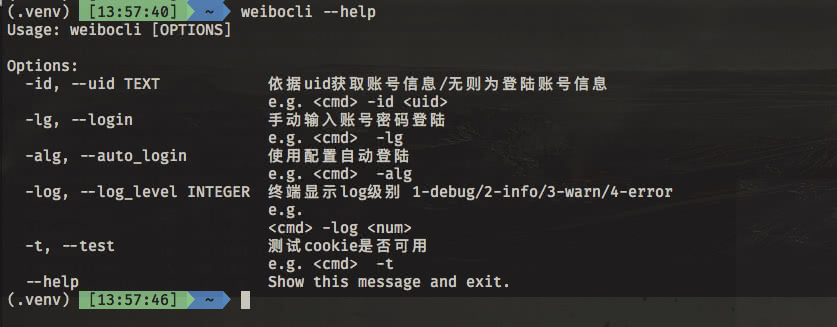 (.venv) [13:57:40] ~ weibocli --help
Usage: weibocli [OPTIONS]
Options:
-id, --uid TEXT 依据uid获取账号信息/无则为登陆账号信息
e.g. <cmd> -id <uid>
-lg, --login 手动输入账号密码登陆
e.g. <cmd> -lg
-alg, --auto_login 使用配置自动登陆
e.g. <cmd> -alg
-log, --log_level INTEGER 终端显示log级别 1-debug/2-info/3-warn/4-error
e.g.
<cmd> -log <num>
-t, --test 测试cookie是否可用
e.g. <cmd> -t
--help Show this message and exit.
(.venv) [13:57:46] ~